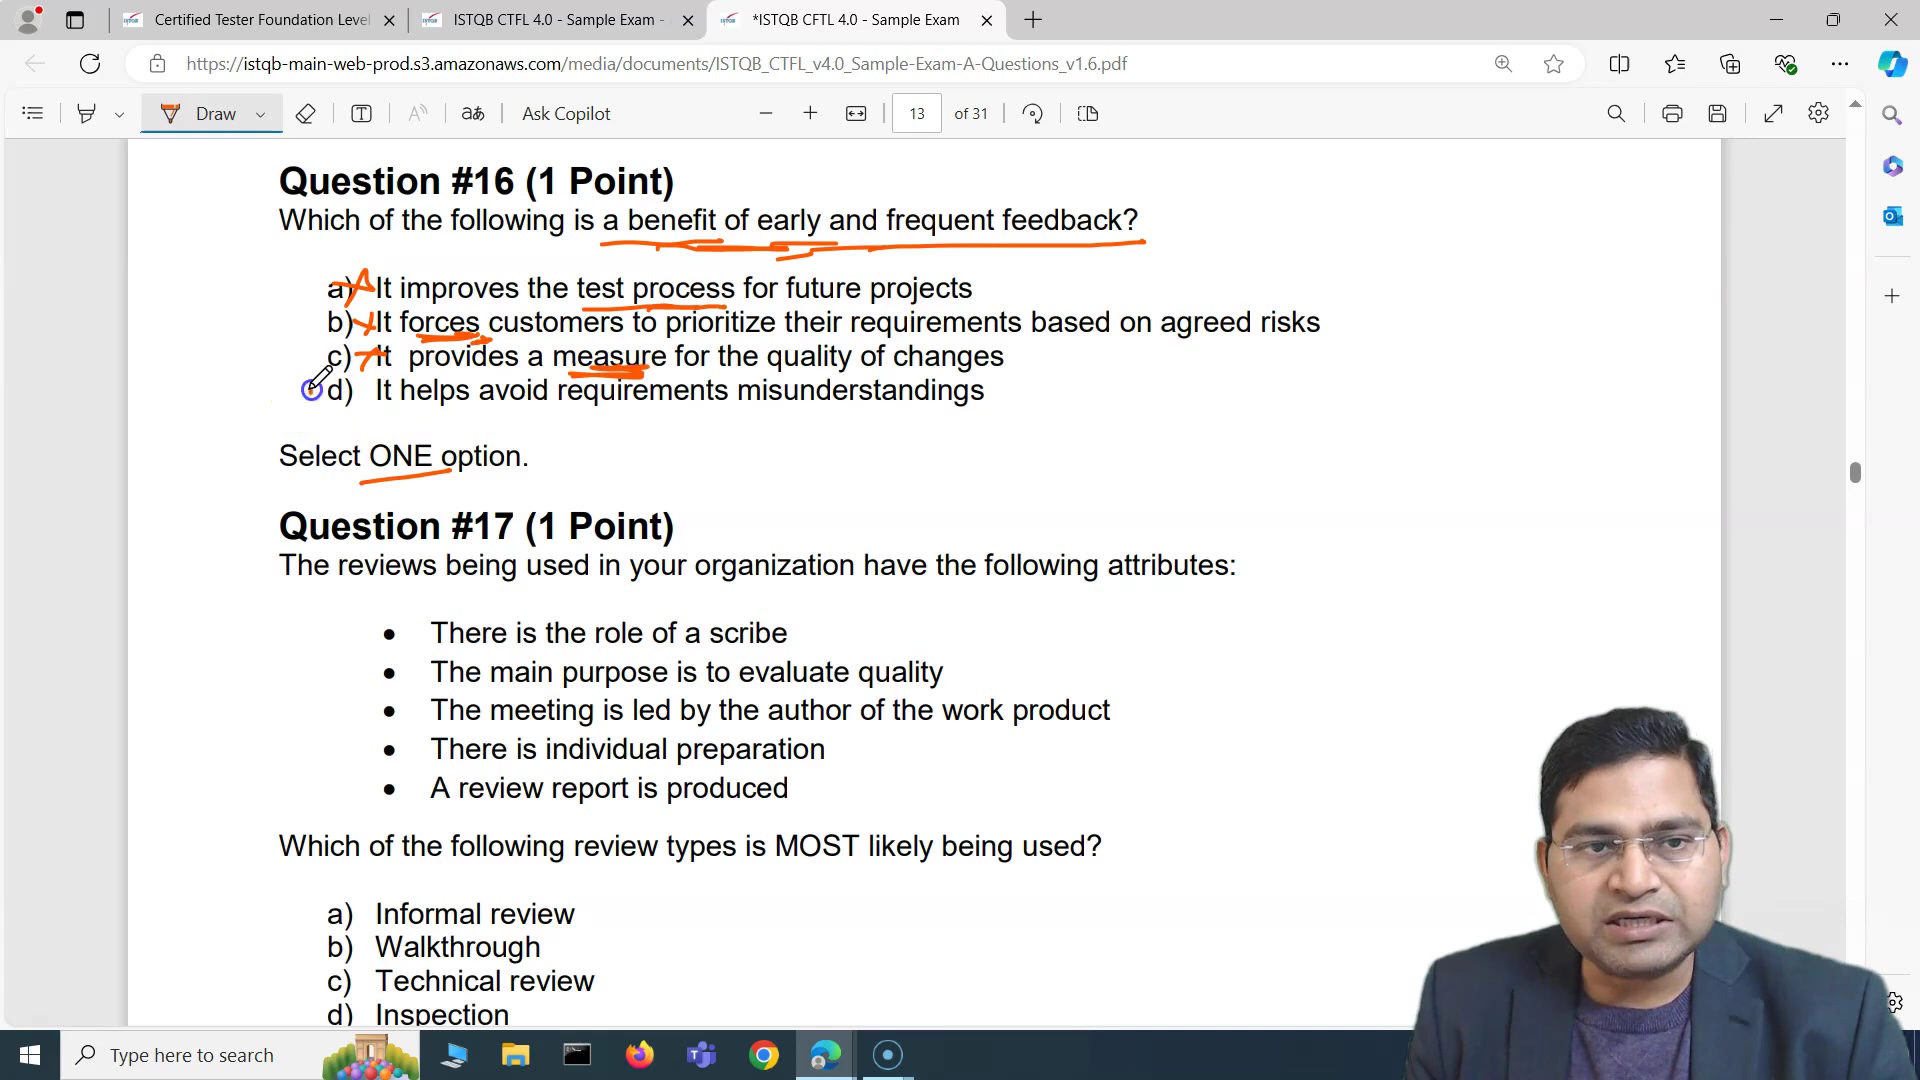 Certified Tester Foundation Level
ISTQB CTFL 4.0 - Sample Exam -
*ISTQB CFTL 4.0 - Sample Exam
https://istqb-main-web-prod.s3.amazonaws.com/media/documents/ISTQB_CTFL_v4.0_Sample-Exam-A-Questions_v1.6.pdf
Draw
aあ
Ask Copilot
13 of 31
Question #16 (1 Point)
Which of the following is a benefit of early and frequent feedback?
a) It improves the test process for future projects
b) It forces customers to prioritize their requirements based on agreed risks
c) It provides a measure for the quality of changes
d) It helps avoid requirements misunderstandings
Select ONE option.
Question #17 (1 Point)
The reviews being used in your organization have the following attributes:
• There is the role of a scribe
• The main purpose is to evaluate quality
• The meeting is led by the author of the work product
• There is individual preparation
• A review report is produced
Which of the following review types is MOST likely being used?
a) Informal review
b) Walkthrough
c) Technical review
d) Inspection
Type here to search